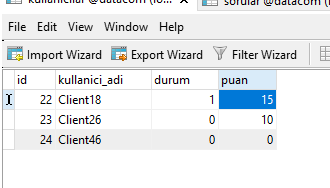 kullanicilar @datacom (lo...
sorular @datacom (l
File Edit View Window Help
Import Wizard Export Wizard Filter Wizard
id kullanici_adi durum puan
22 Client18 1 15
23 Client26 0 10
24 Client46 0 0